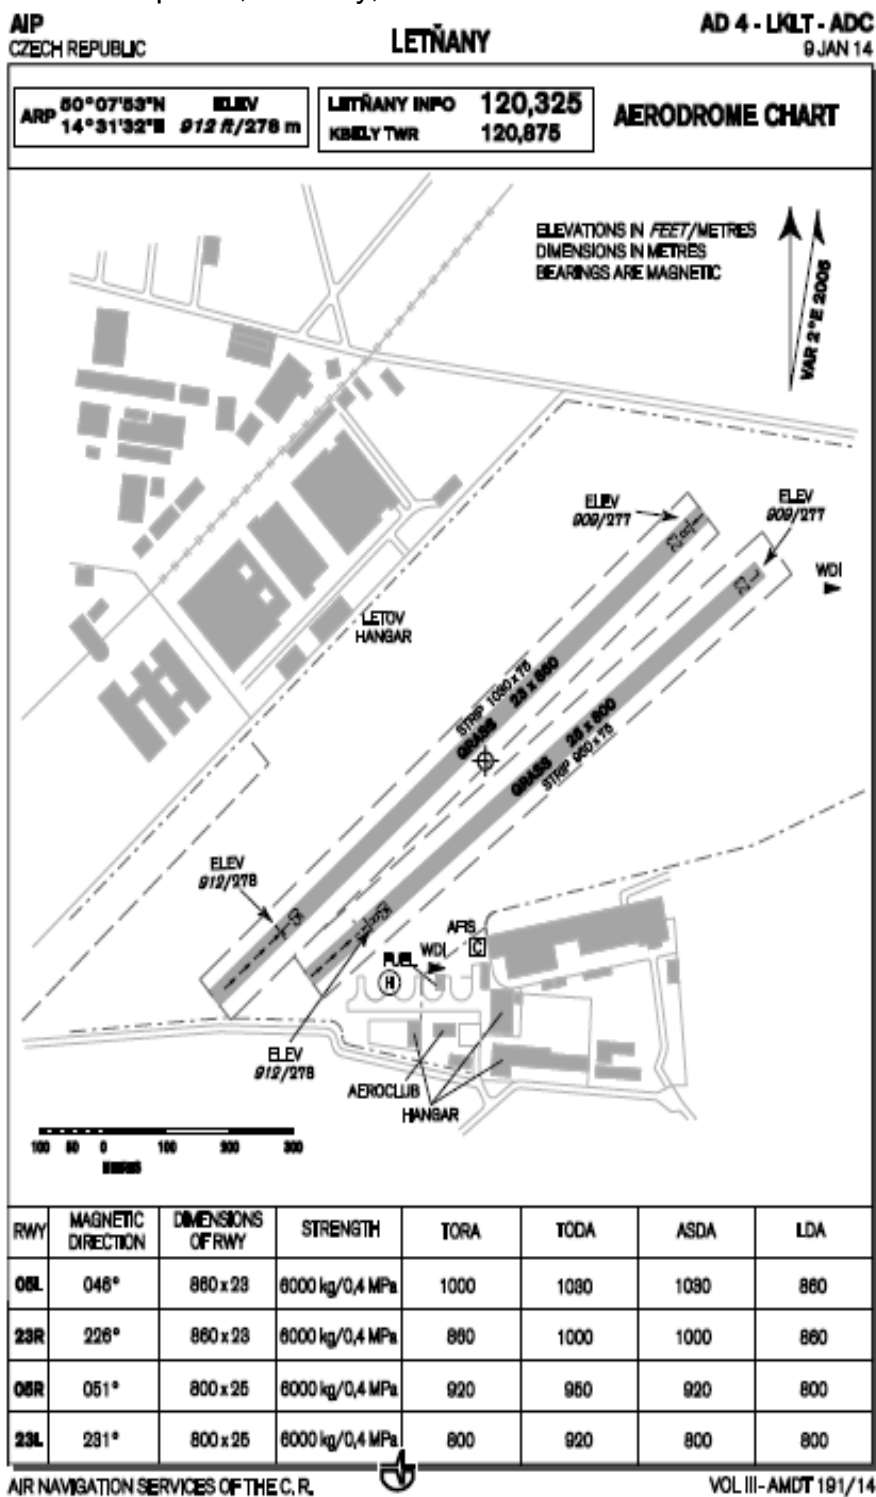 AIP
CZECH REPUBLIC
LETŇANY
AD 4 - LKLT - ADC
9 JAN 14
ARP 50°07'53"N
14°31'32"E
ELEV
912 ft/278 m
LETŇANY INFO 120,325
KBELY TWR 120,875
AERODROME CHART
ELEVATIONS IN FEET/METRES
DIMENSIONS IN METRES
BEARINGS ARE MAGNETIC
VAR 2°E 2005
ELEV
909/277
ELEV
909/277
WDI
LETOV
HANGAR
STRIP 1030 x 75
GRASS 23 x 860
GRASS 25 x 800
STRIP 950 x 75
ELEV
912/278
AFIS
C
WDI
FUEL
H
ELEV
912/278
AEROCLUB
HANGAR
100 50 0 100 200 300
METRES
RWY MAGNETIC DIRECTION DIMENSIONS OF RWY STRENGTH TORA TODA ASDA LDA
05L 046° 860 x 23 6000 kg/0,4 MPa 1000 1030 1030 860
23R 226° 860 x 23 6000 kg/0,4 MPa 860 1000 1000 860
05R 051° 800 x 25 6000 kg/0,4 MPa 920 950 920 800
23L 231° 800 x 25 6000 kg/0,4 MPa 800 920 800 800
AIR NAVIGATION SERVICES OF THE C. R.
VOL III - AMDT 191/14